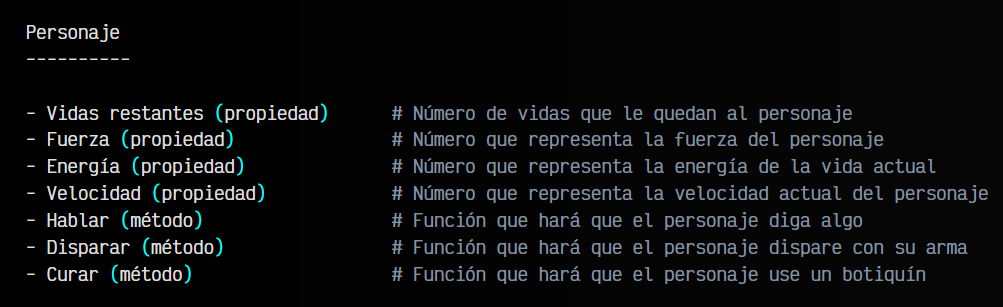 Personaje
----------
- Vidas restantes (propiedad) # Número de vidas que le quedan al personaje
- Fuerza (propiedad) # Número que representa la fuerza del personaje
- Energía (propiedad) # Número que representa la energía de la vida actual
- Velocidad (propiedad) # Número que representa la velocidad actual del personaje
- Hablar (método) # Función que hará que el personaje diga algo
- Disparar (método) # Función que hará que el personaje dispare con su arma
- Curar (método) # Función que hará que el personaje use un botiquín